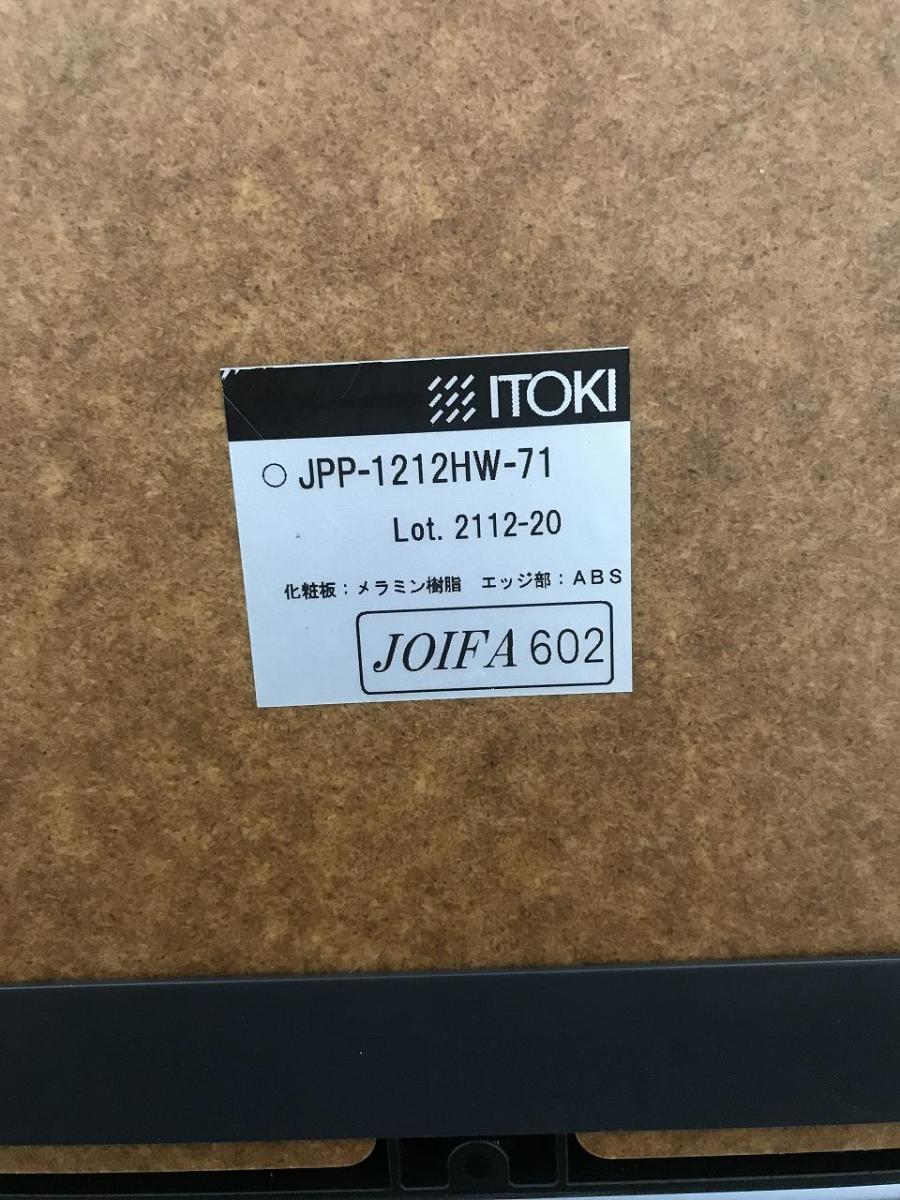 ITOKI
○ JPP-1212HW-71
Lot. 2112-20
化粧板：メラミン樹脂　エッジ部：ABS
JOIFA 602